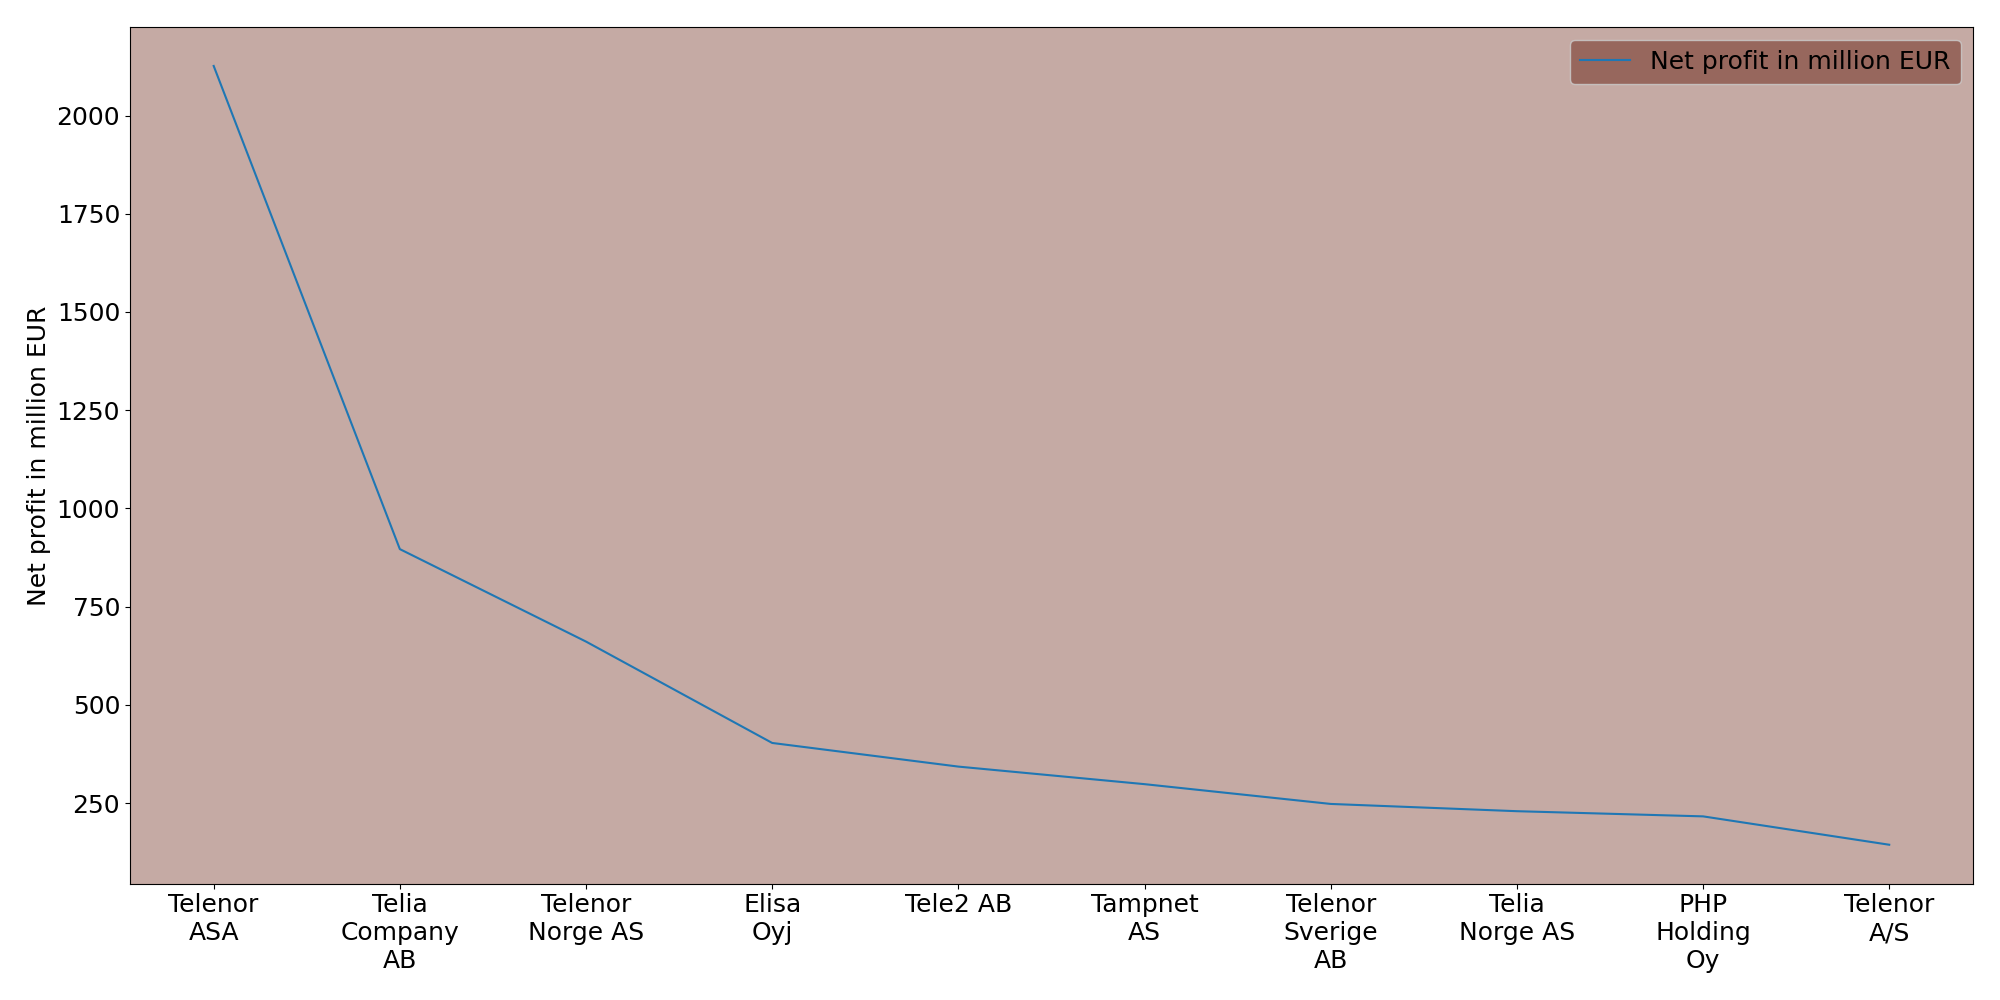 Net profit in million EUR
Net profit in million EUR
2000
1750
1500
1250
1000
750
500
250
Telenor
ASA
Telia
Company
AB
Telenor
Norge AS
Elisa
Oyj
Tele2 AB
Tampnet
AS
Telenor
Sverige
AB
Telia
Norge AS
PHP
Holding
Oy
Telenor
A/S